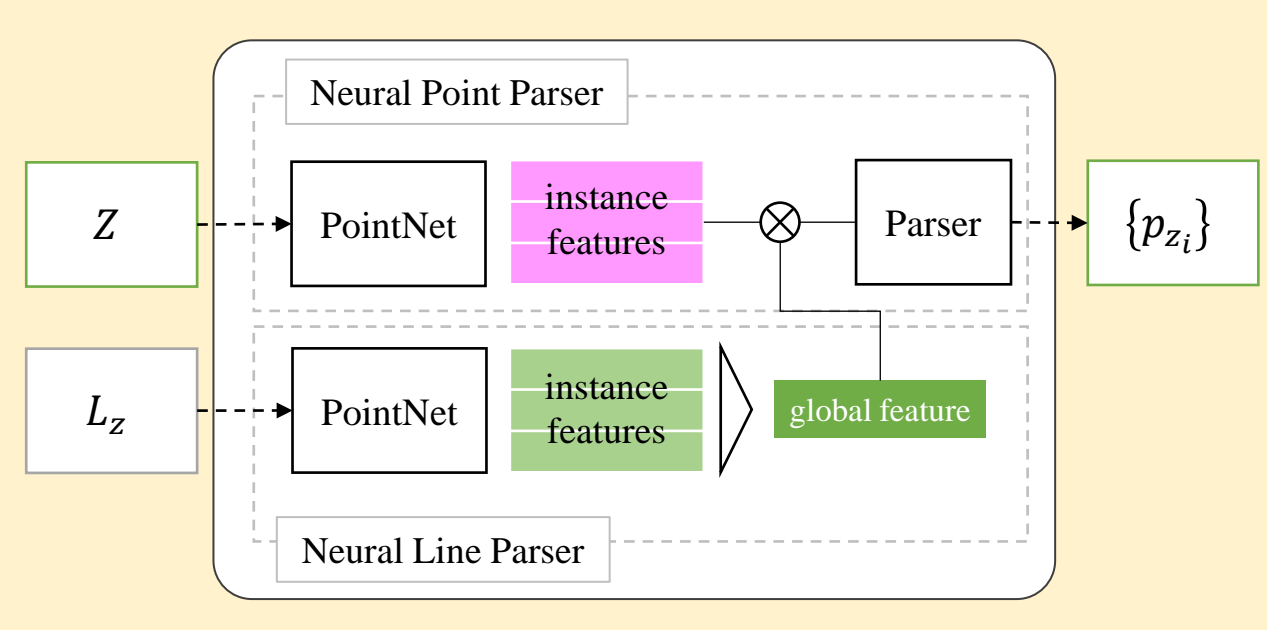 Neural Point Parser
Z
PointNet
instance
features
Parser
{p_{z_i}}
L_z
PointNet
instance
features
global feature
Neural Line Parser